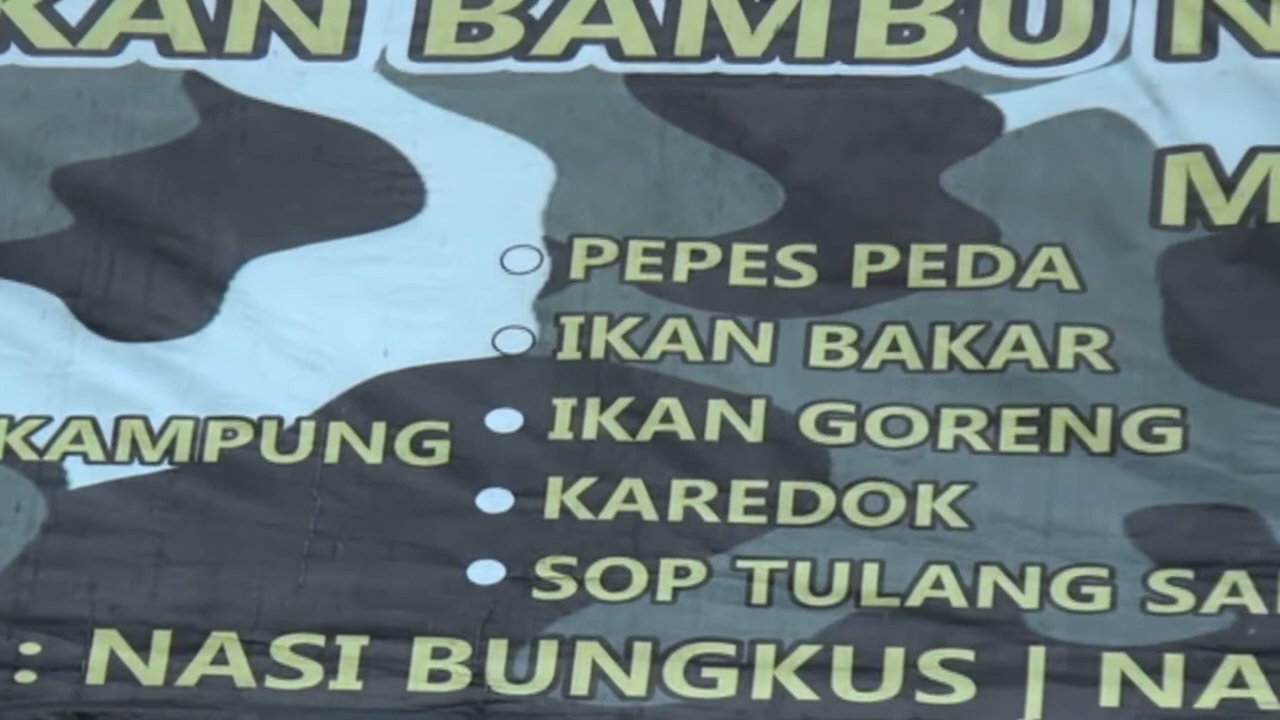 KAN BAMBU N
M
PEPES PEDA
IKAN BAKAR
KAMPUNG
IKAN GORENG
KAREDOK
SOP TULANG SA
: NASI BUNGKUS | NA